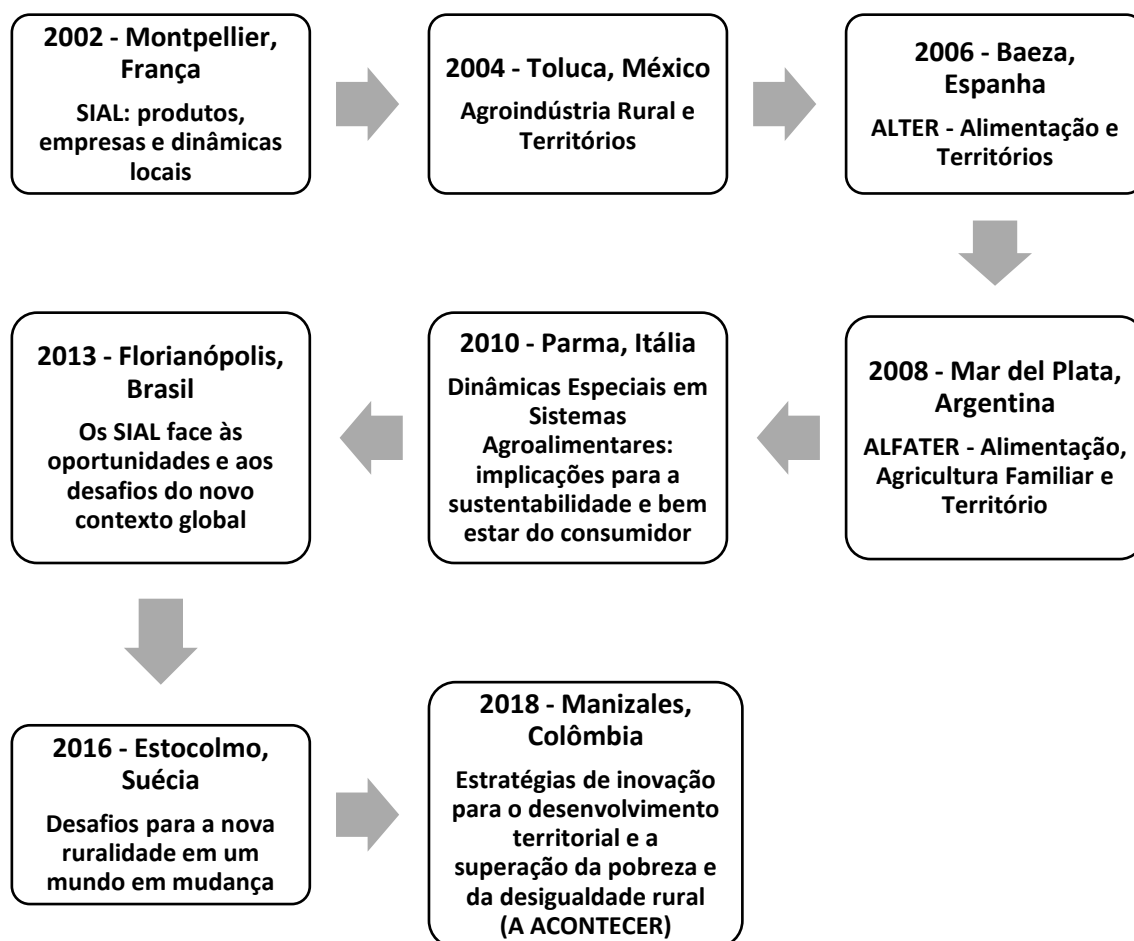 2002 - Montpellier,
França
SIAL: produtos,
empresas e dinâmicas
locais
2004 - Toluca, México
Agroindústria Rural e
Territórios
2006 - Baeza,
Espanha
ALTER - Alimentação e
Territórios
2008 - Mar del Plata,
Argentina
ALFATER - Alimentação,
Agricultura Familiar e
Território
2010 - Parma, Itália
Dinâmicas Especiais em
Sistemas
Agroalimentares:
implicações para a
sustentabilidade e bem
estar do consumidor
2013 - Florianópolis,
Brasil
Os SIAL face às
oportunidades e aos
desafios do novo
contexto global
2016 - Estocolmo,
Suécia
Desafios para a nova
ruralidade em um
mundo em mudança
2018 - Manizales,
Colômbia
Estratégias de inovação
para o desenvolvimento
territorial e a
superação da pobreza e
da desigualdade rural
(A ACONTECER)